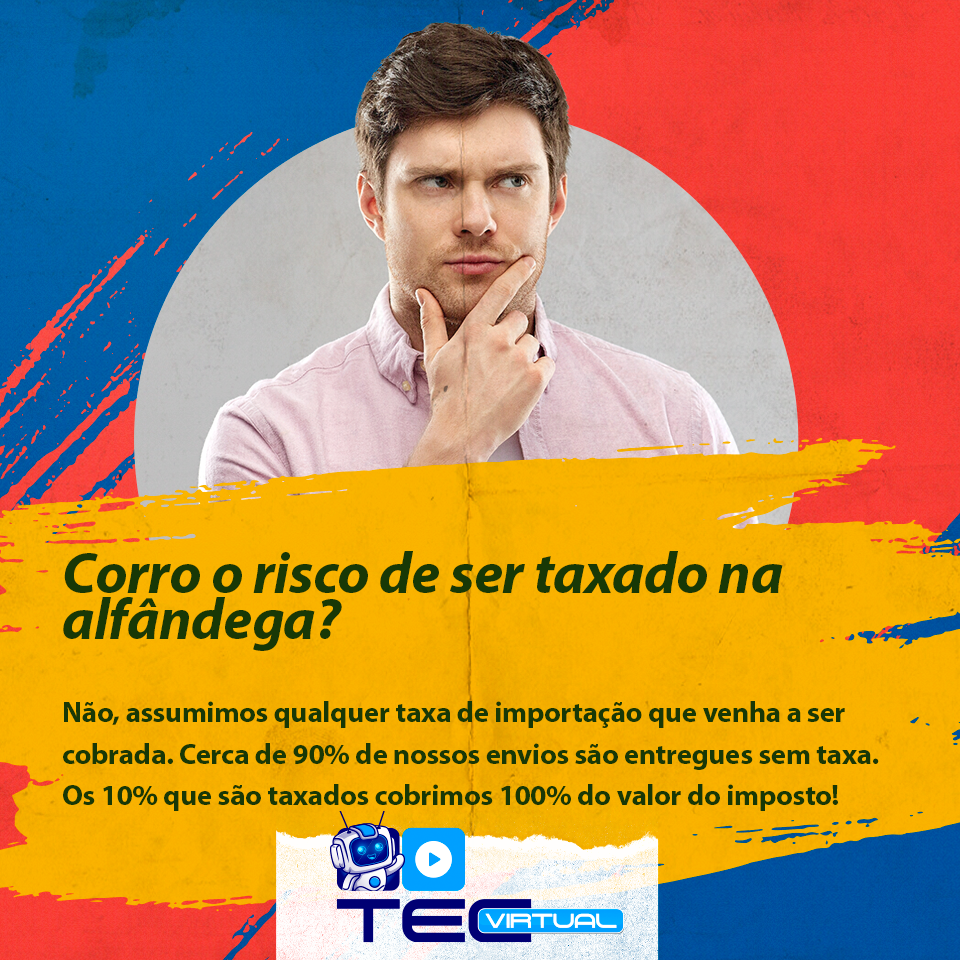 Corro o risco de ser taxado na
alfândega?
Não, assumimos qualquer taxa de importação que venha a ser
cobrada. Cerca de 90% de nossos envios são entregues sem taxa.
Os 10% que são taxados cobrimos 100% do valor do imposto!
TEC VIRTUAL